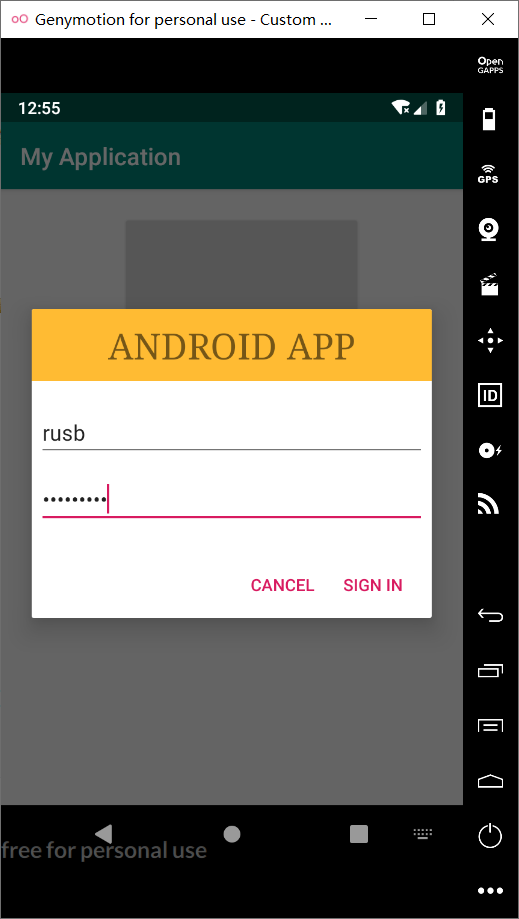 Genymotion for personal use - Custom ...
Open
GAPPS
12:55
My Application
GPS
ANDROID APP
rusb
•••••••••
ID
CANCEL SIGN IN
free for personal use